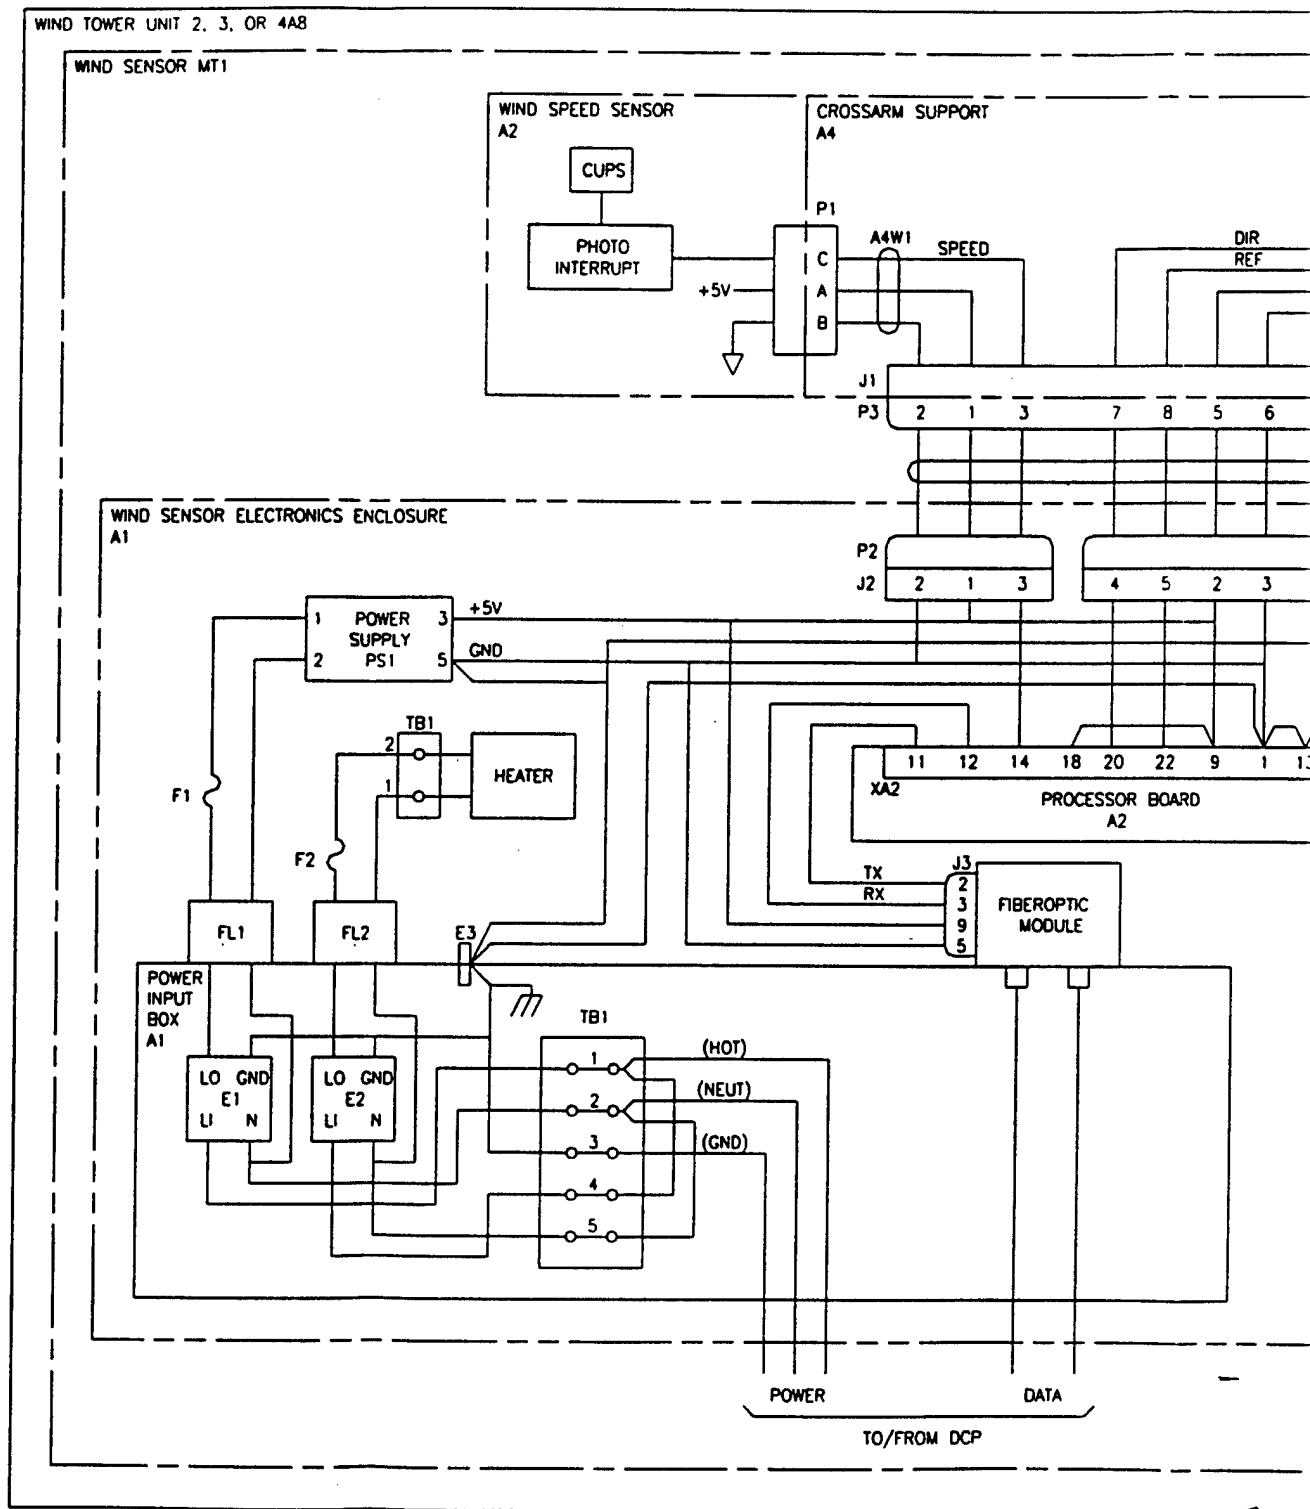 WIND TOWER UNIT 2, 3, OR 4A8
WIND SENSOR MT1
WIND SPEED SENSOR
A2
CROSSARM SUPPORT
A4
CUPS
PHOTO
INTERRUPT
P1
A4W1
C
SPEED
DIR
REF
+5V
A
B
J1
P3 2 1 3 7 8 5 6
WIND SENSOR ELECTRONICS ENCLOSURE
A1
P2
J2 2 1 3 4 5 2 3
1 POWER 3 +5V
SUPPLY
2 PS1 5 GND
TB1
2
HEATER
1
F1
F2
11 12 14 18 20 22 9 1 13
XA2
PROCESSOR BOARD
A2
J3
TX 2
RX 3
9
5
FIBEROPTIC
MODULE
FL1
FL2
E3
POWER
INPUT
BOX
A1
TB1
LO GND
E1
LI N
LO GND
E2
LI N
1 (HOT)
2 (NEUT)
3 (GND)
4
5
POWER
DATA
TO/FROM DCP